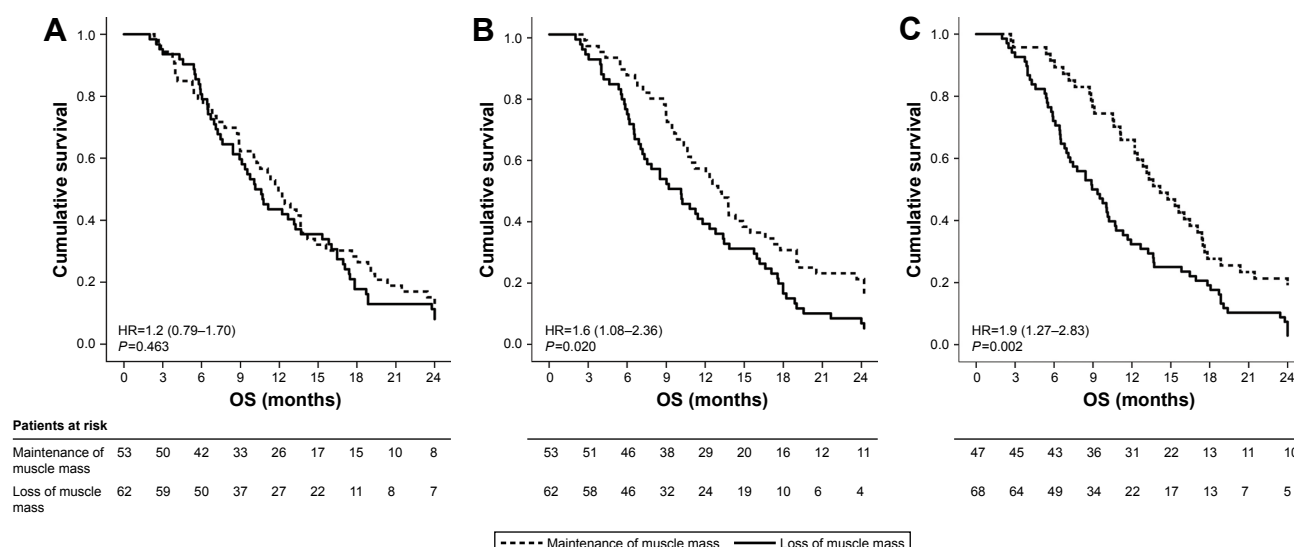 A
1.0
0.8
0.6
0.4
0.2
0.0
Cumulative survival
HR=1.2 (0.79–1.70)
P=0.463
0 3 6 9 12 15 18 21 24
OS (months)
B
1.0
0.8
0.6
0.4
0.2
0.0
Cumulative survival
HR=1.6 (1.08–2.36)
P=0.020
0 3 6 9 12 15 18 21 24
OS (months)
C
1.0
0.8
0.6
0.4
0.2
0.0
Cumulative survival
HR=1.9 (1.27–2.83)
P=0.002
0 3 6 9 12 15 18 21 24
OS (months)
Patients at risk
Maintenance of 53 50 42 33 26 17 15 10 8 53 51 46 38 29 20 16 12 11 47 45 43 36 31 22 13 11 10
muscle mass
Loss of muscle 62 59 50 37 27 22 11 8 7 62 58 46 32 24 19 10 6 4 68 64 49 34 22 17 13 7 5
mass
Maintenance of muscle mass Loss of muscle mass